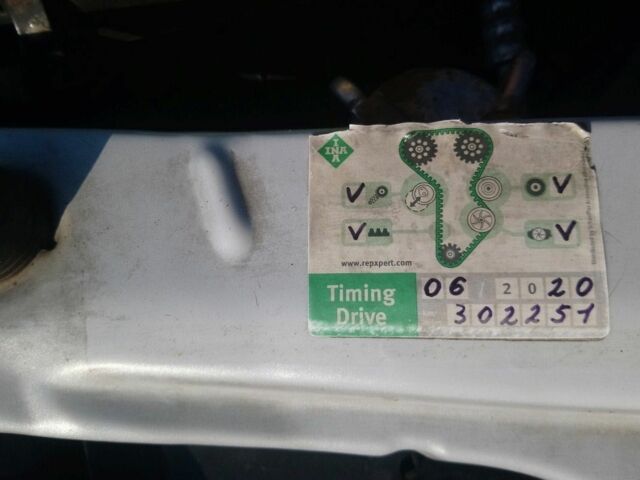 INA
V V
V V
www.repxpert.com
Timing 06 / 2020
Drive 302251